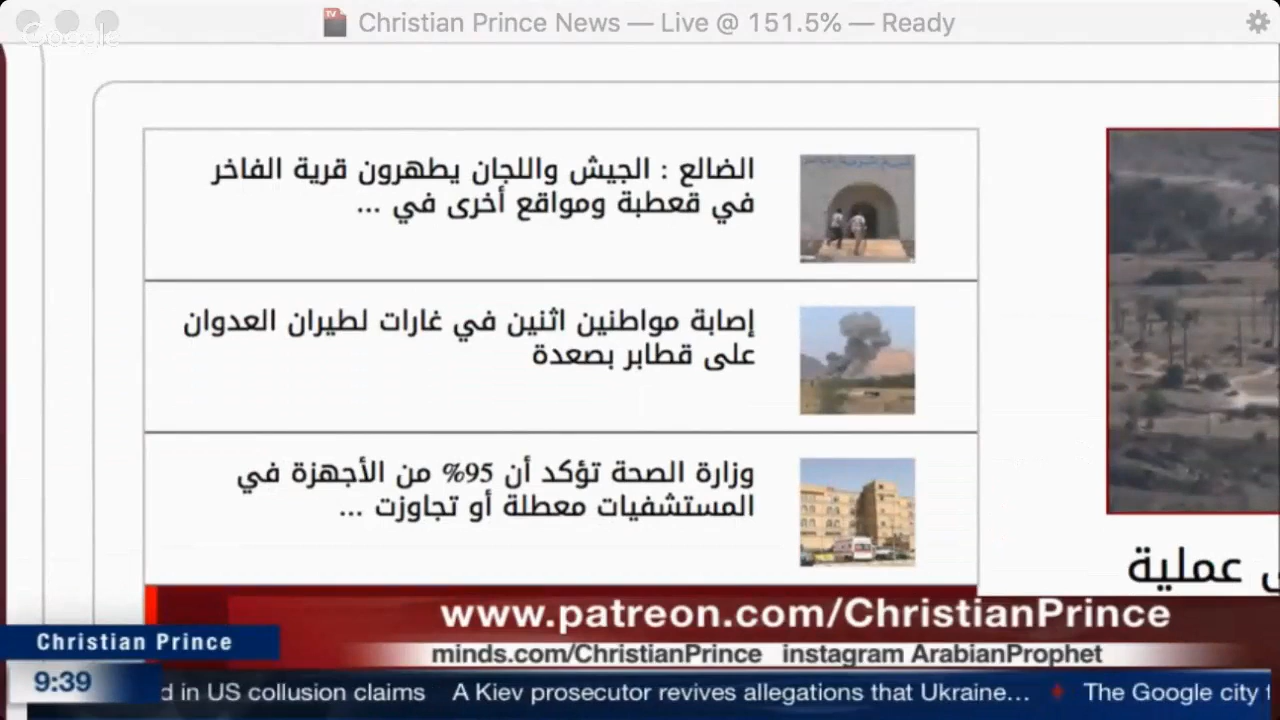 Christian Prince News — Live @ 151.5% — Ready
Google
الضالع : الجيش واللجان يطهرون قرية الفاخر
في قعطبة ومواقع أخرى في ...
إصابة مواطنين اثنين في غارات لطيران العدوان
على قطابر بصعدة
وزارة الصحة تؤكد أن 95% من الأجهزة في
المستشفيات معطلة أو تجاوزت ...
عملية
www.patreon.com/ChristianPrince
Christian Prince
minds.com/ChristianPrince instagram ArabianProphet
9:39
d in US collusion claims A Kiev prosecutor revives allegations that Ukraine... The Google city